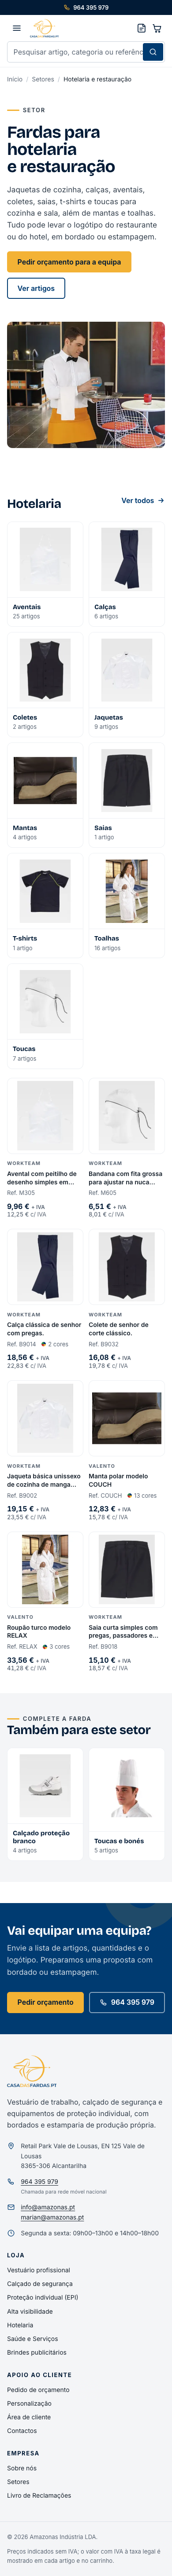 964 395 979
CASADASFARDAS.PT
Pesquisar artigo, categoria ou referênc
Início / Setores / Hotelaria e restauração
SETOR
Fardas para
hotelaria
e restauração
Jaquetas de cozinha, calças, aventais,
coletes, saias, t-shirts e toucas para
cozinha e sala, além de mantas e toalhas.
Tudo pode levar o logótipo do restaurante
ou do hotel, em bordado ou estampagem.
Pedir orçamento para a equipa
Ver artigos
Hotelaria
Ver todos →
Aventais
25 artigos
Calças
6 artigos
Coletes
2 artigos
Jaquetas
9 artigos
Mantas
4 artigos
Saias
1 artigo
T-shirts
1 artigo
Toalhas
16 artigos
Toucas
7 artigos
WORKTEAM
Avental com peitilho de
desenho simples em...
Ref. M305
9,96 € + IVA
12,25 € c/ IVA
WORKTEAM
Bandana com fita grossa
para ajustar na nuca...
Ref. M605
6,51 € + IVA
8,01 € c/ IVA
WORKTEAM
Calça clássica de senhor
com pregas.
Ref. B9014 2 cores
18,56 € + IVA
22,83 € c/ IVA
WORKTEAM
Colete de senhor de
corte clássico.
Ref. B9032
16,08 € + IVA
19,78 € c/ IVA
WORKTEAM
Jaqueta básica unissexo
de cozinha de manga...
Ref. B9002
19,15 € + IVA
23,55 € c/ IVA
VALENTO
Manta polar modelo
COUCH
Ref. COUCH 13 cores
12,83 € + IVA
15,78 € c/ IVA
VALENTO
Roupão turco modelo
RELAX
Ref. RELAX 3 cores
33,56 € + IVA
41,28 € c/ IVA
WORKTEAM
Saia curta simples com
pregas, passadores e...
Ref. B9018
15,10 € + IVA
18,57 € c/ IVA
COMPLETE A FARDA
Também para este setor
Calçado proteção
branco
4 artigos
Toucas e bonés
5 artigos
Vai equipar uma equipa?
Envie a lista de artigos, quantidades e o
logótipo. Preparamos uma proposta com
bordado ou estampagem.
Pedir orçamento
964 395 979
CASADASFARDAS.PT
Vestuário de trabalho, calçado de segurança e
equipamentos de proteção individual, com
bordados e estamparia de produção própria.
Retail Park Vale de Lousas, EN 125 Vale de
Lousas
8365-306 Alcantarilha
964 395 979
Chamada para rede móvel nacional
info@amazonas.pt
marian@amazonas.pt
Segunda a sexta: 09h00–13h00 e 14h00–18h00
LOJA
Vestuário profissional
Calçado de segurança
Proteção individual (EPI)
Alta visibilidade
Hotelaria
Saúde e Serviços
Brindes publicitários
APOIO AO CLIENTE
Pedido de orçamento
Personalização
Área de cliente
Contactos
EMPRESA
Sobre nós
Setores
Livro de Reclamações
© 2026 Amazonas Indústria LDA.
Preços indicados sem IVA; o valor com IVA à taxa legal é
mostrado em cada artigo e no carrinho.